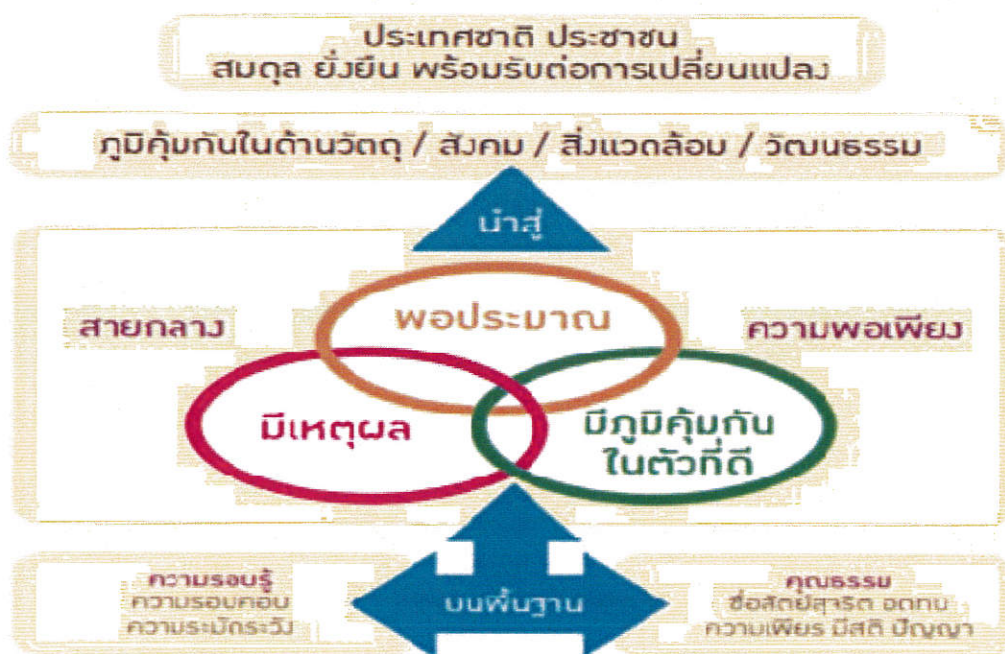 ประเทศชาติ ประชาชน
สมดุล ยั่งยืน พร้อมรับต่อการเปลี่ยนแปลง
ภูมิคุ้มกันในด้านวัตถุ / สังคม / สิ่งแวดล้อม / วัฒนธรรม
นำสู่
สายกลาง
พอประมาณ
ความพอเพียง
มีเหตุผล
มีภูมิคุ้มกัน
ในตัวที่ดี
ความรอบรู้
ความรอบคอบ
ความระมัดระวัง
บนพื้นฐาน
คุณธรรม
ซื่อสัตย์สุจริต อดทน
ความเพียร มีสติ ปัญญา